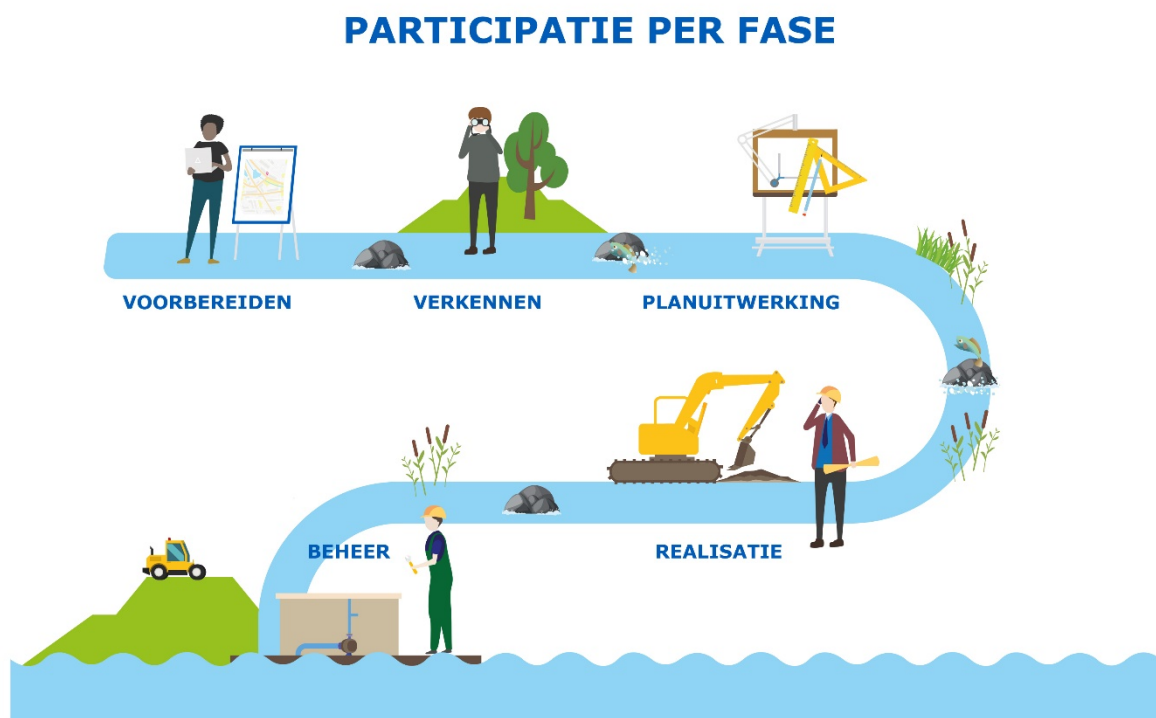 PARTICIPATIE PER FASE
VOORBEREIDEN
VERKENNEN
PLANUITWERKING
REALISATIE
BEHEER